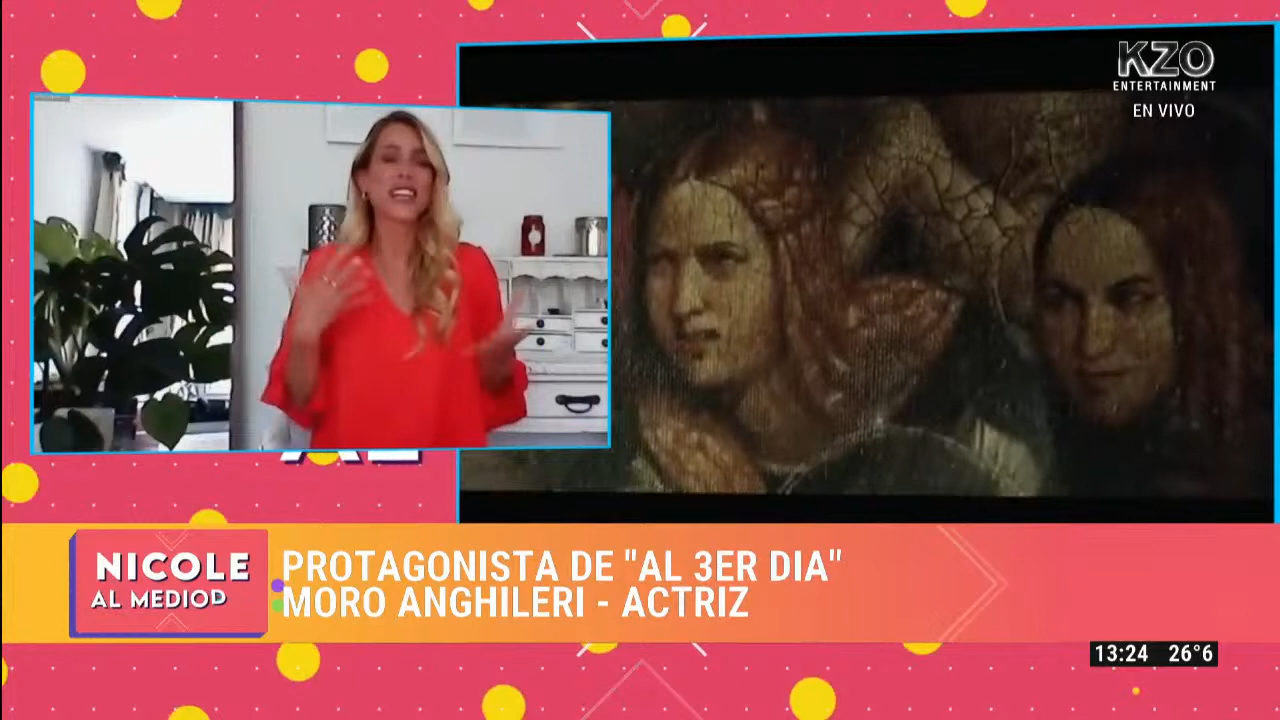 KZO
ENTERTAINMENT
EN VIVO
NICOLE
AL MEDIOD
PROTAGONISTA DE "AL 3ER DIA"
MORO ANGHILERI - ACTRIZ
13:24 26°6